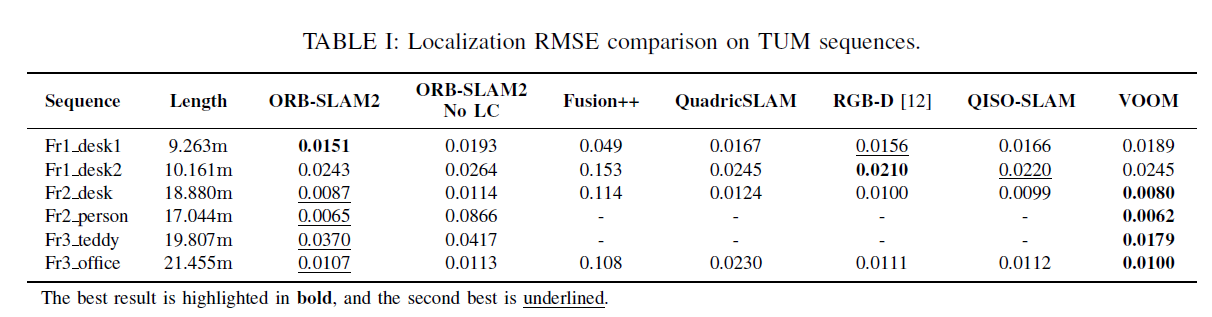 TABLE I: Localization RMSE comparison on TUM sequences.
Sequence Length ORB-SLAM2 ORB-SLAM2 No LC Fusion++ QuadricSLAM RGB-D [12] QISO-SLAM VOOM
Fr1_desk1 9.263m 0.0151 0.0193 0.049 0.0167 0.0156 0.0166 0.0189
Fr1_desk2 10.161m 0.0243 0.0264 0.153 0.0245 0.0210 0.0220 0.0245
Fr2_desk 18.880m 0.0087 0.0114 0.114 0.0124 0.0100 0.0099 0.0080
Fr2_person 17.044m 0.0065 0.0866 - - - - 0.0062
Fr3_teddy 19.807m 0.0370 0.0417 - - - - 0.0179
Fr3_office 21.455m 0.0107 0.0113 0.108 0.0230 0.0111 0.0112 0.0100
The best result is highlighted in bold, and the second best is underlined.